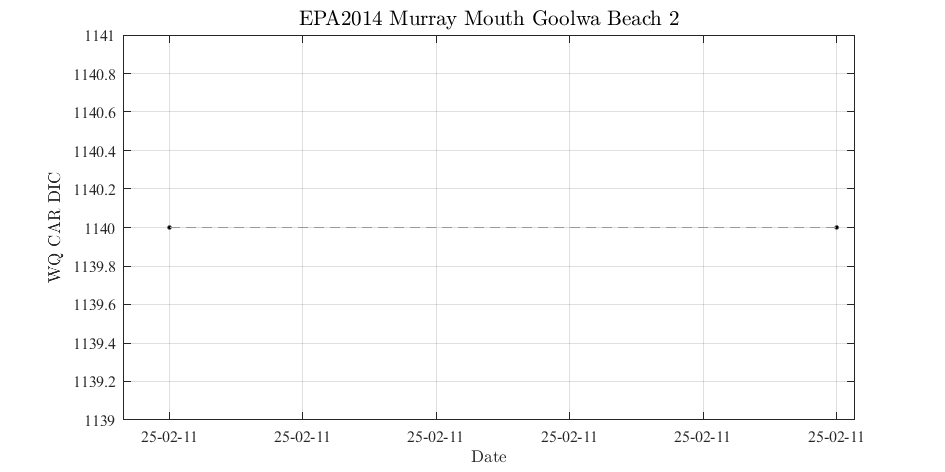 EPA2014 Murray Mouth Goolwa Beach 2
1141
1140.8
1140.6
1140.4
1140.2
1140
1139.8
1139.6
1139.4
1139.2
1139
WQ CAR DIC
25-02-11 25-02-11 25-02-11 25-02-11 25-02-11 25-02-11
Date